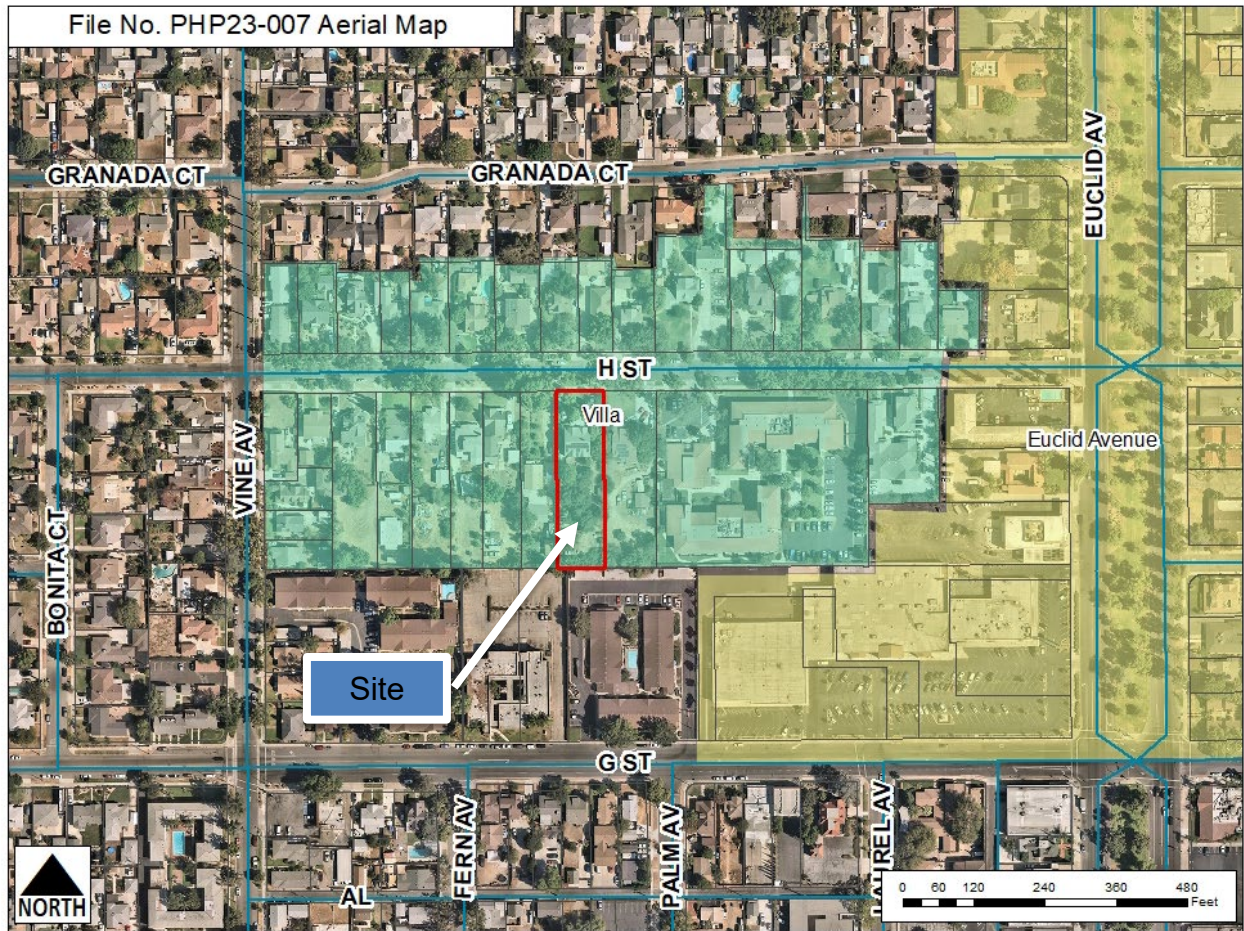 File No. PHP23-007 Aerial Map
GRANADA CT
GRANADA CT
EUCLID AV
H ST
Villa
Euclid Avenue
VINE AV
BONITA CT
Site
G ST
FERN AV
PALM AV
LAUREL AV
AL
NORTH
0 60 120 240 360 480
Feet